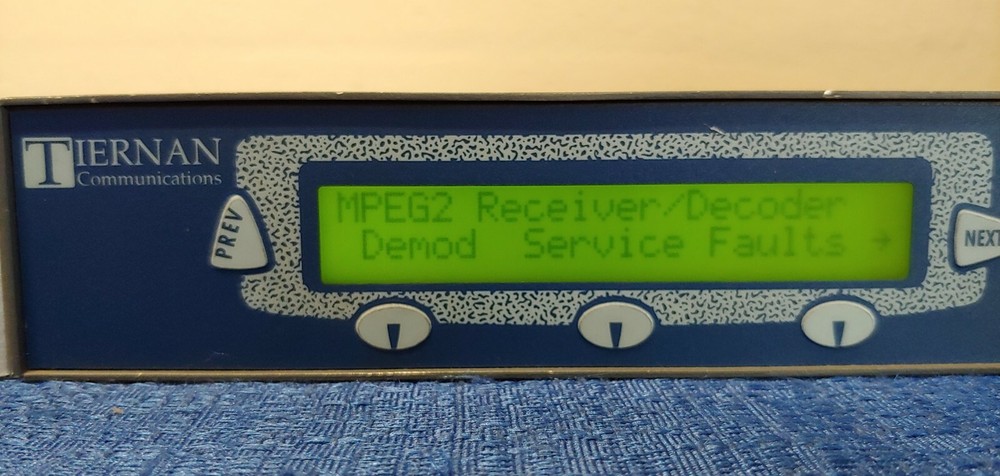 TIERNAN
Communications
PREV
MPEG2 Receiver/Decoder
Demod Service Faults →
NEXT